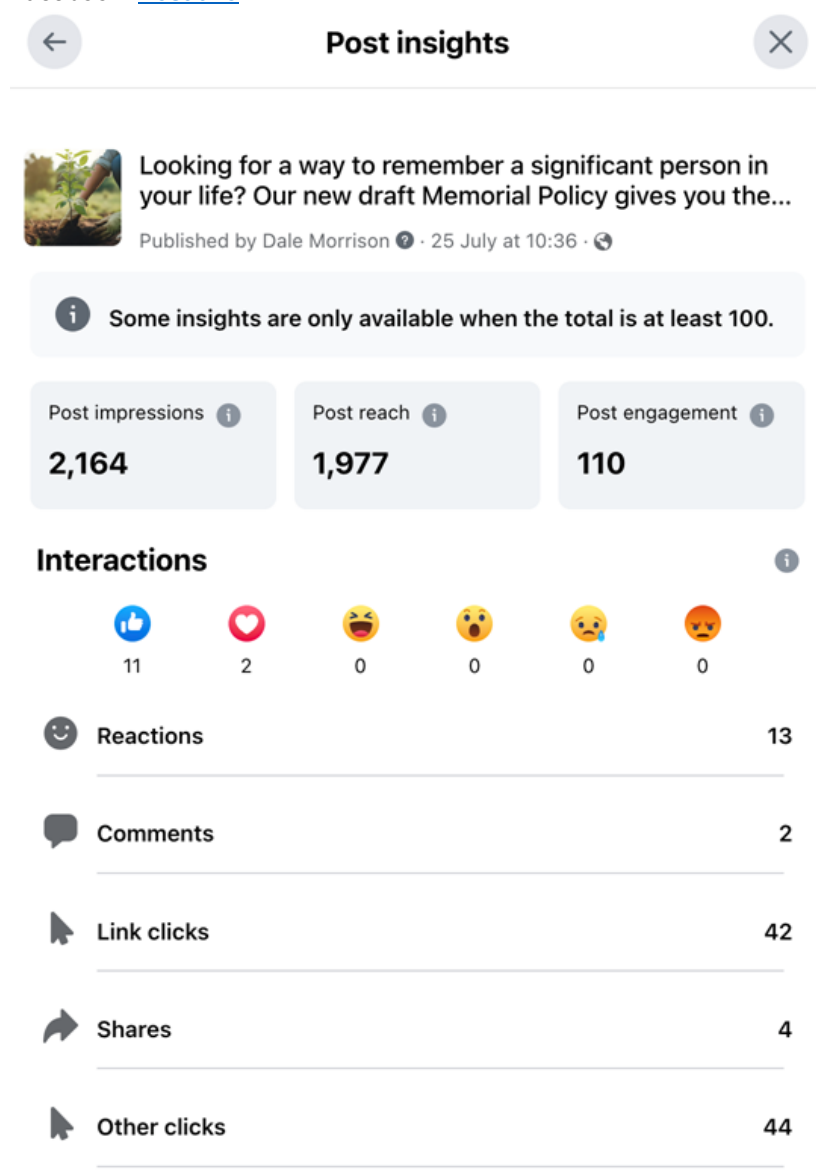 Post insights
Looking for a way to remember a significant person in
your life? Our new draft Memorial Policy gives you the...
Published by Dale Morrison · 25 July at 10:36 ·
Some insights are only available when the total is at least 100.
Post impressions
2,164
Post reach
1,977
Post engagement
110
Interactions
11
2
0
0
0
0
Reactions
13
Comments
2
Link clicks
42
Shares
4
Other clicks
44